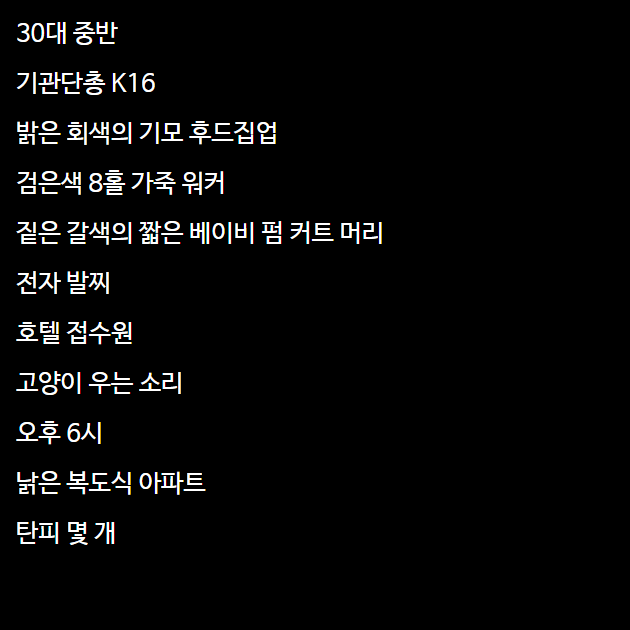 30대 중반
기관단총 K16
밝은 회색의 기모 후드집업
검은색 8홀 가죽 워커
짙은 갈색의 짧은 베이비 펌 커트 머리
전자 발찌
호텔 접수원
고양이 우는 소리
오후 6시
낡은 복도식 아파트
탄피 몇 개